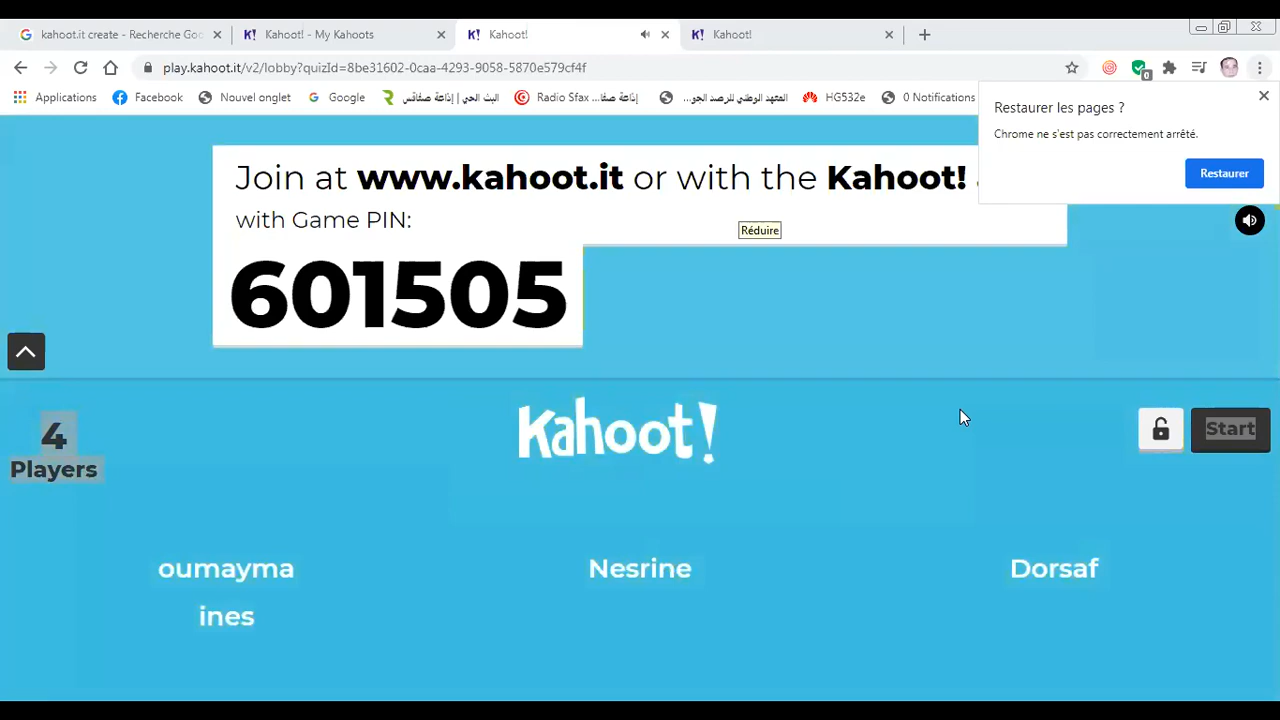 kahoot.it create - Recherche Goo
Kahoot! - My Kahoots
Kahoot!
Kahoot!
play.kahoot.it/v2/lobby?quizId=8be31602-0caa-4293-9058-5870e579cf4f
0
Applications
Facebook
Nouvel onglet
Google
البث الحي | إذاعة صفاقس
Radio Sfax إذاعة صفا...
المعهد الوطني للرصد الجو...
HG532e
0 Notifications
Restaurer les pages ?
Chrome ne s'est pas correctement arrêté.
Restaurer
Join at www.kahoot.it or with the Kahoot!
with Game PIN:
Réduire
601505
4
Players
Kahoot!
Start
oumayma
Nesrine
Dorsaf
ines